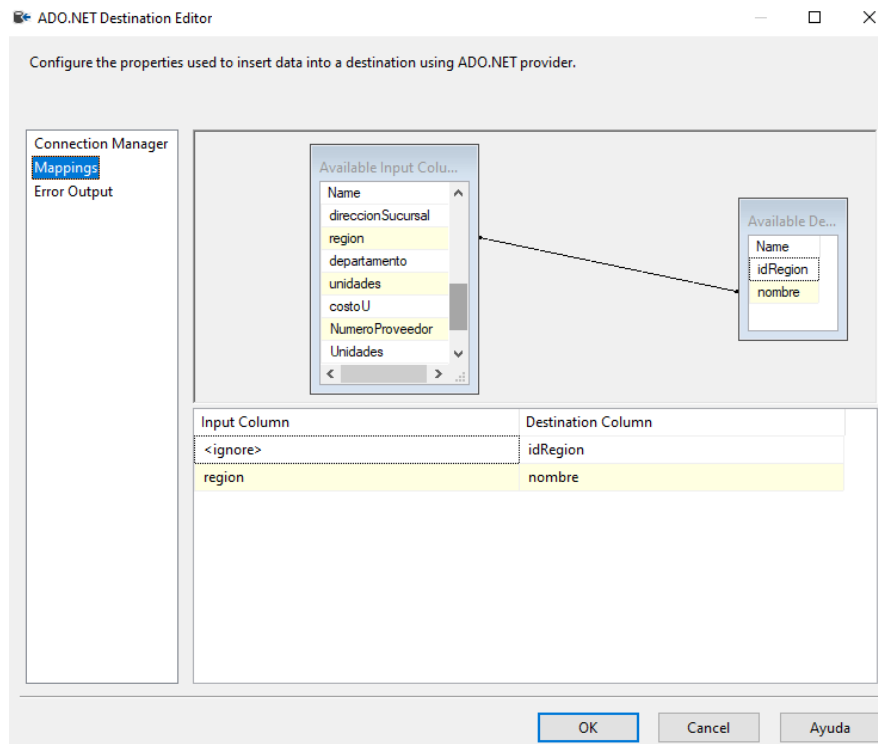 ADO.NET Destination Editor
Configure the properties used to insert data into a destination using ADO.NET provider.
Connection Manager
Mappings
Error Output
Available Input Colu...
Name
direccionSucursal
region
departamento
unidades
costoU
NumeroProveedor
Unidades
Available De...
Name
idRegion
nombre
Input Column Destination Column
<ignore> idRegion
region nombre
OK Cancel Ayuda